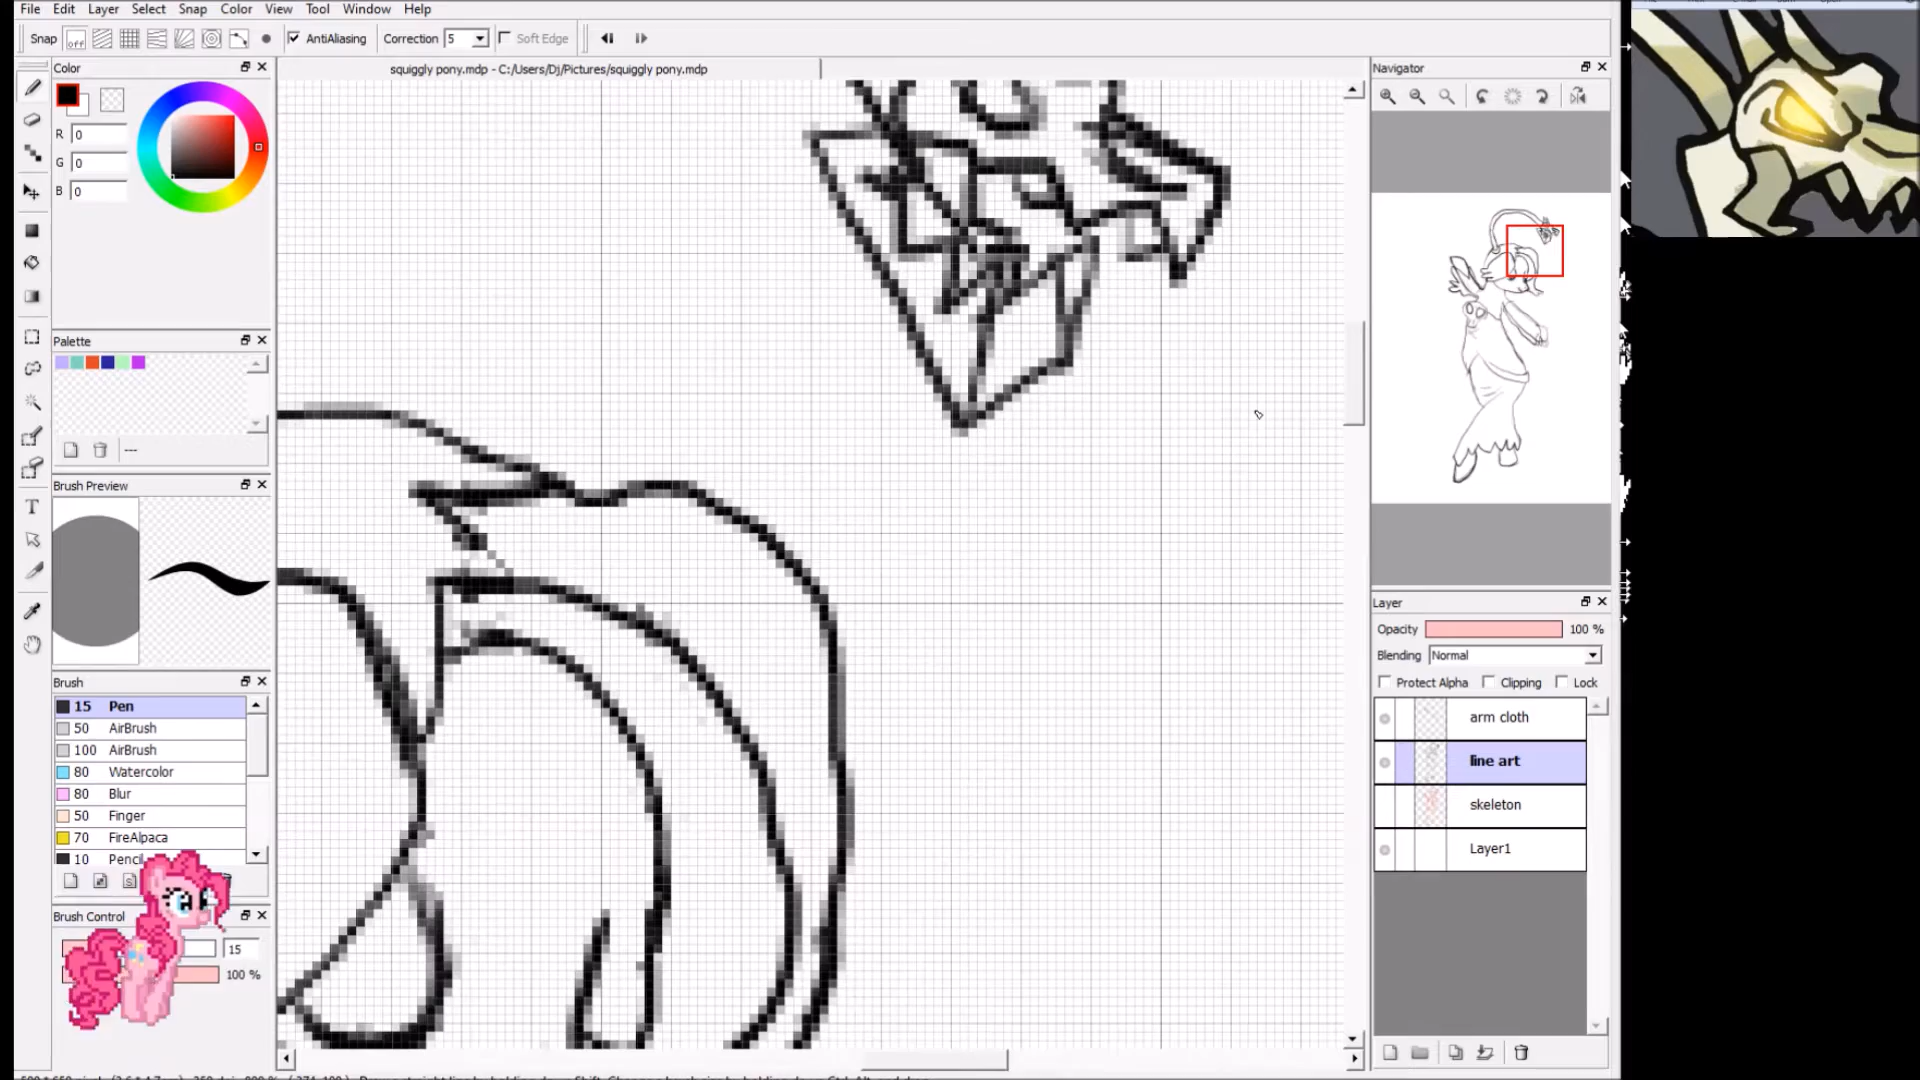 File Edit Layer Select Snap Color View Tool Window Help
Snap off AntiAliasing Correction 5 Soft Edge
Color
squiggly pony.mdp - C:/Users/Dj/Pictures/squiggly pony.mdp
Navigator
R 0
G 0
B 0
Palette
---
Brush Preview
T
Brush
15 Pen
50 AirBrush
100 AirBrush
80 Watercolor
80 Blur
50 Finger
70 FireAlpaca
10 Pencil
Brush Control
15
100 %
Layer
Opacity 100 %
Blending Normal
Protect Alpha Clipping Lock
arm cloth
line art
skeleton
Layer1